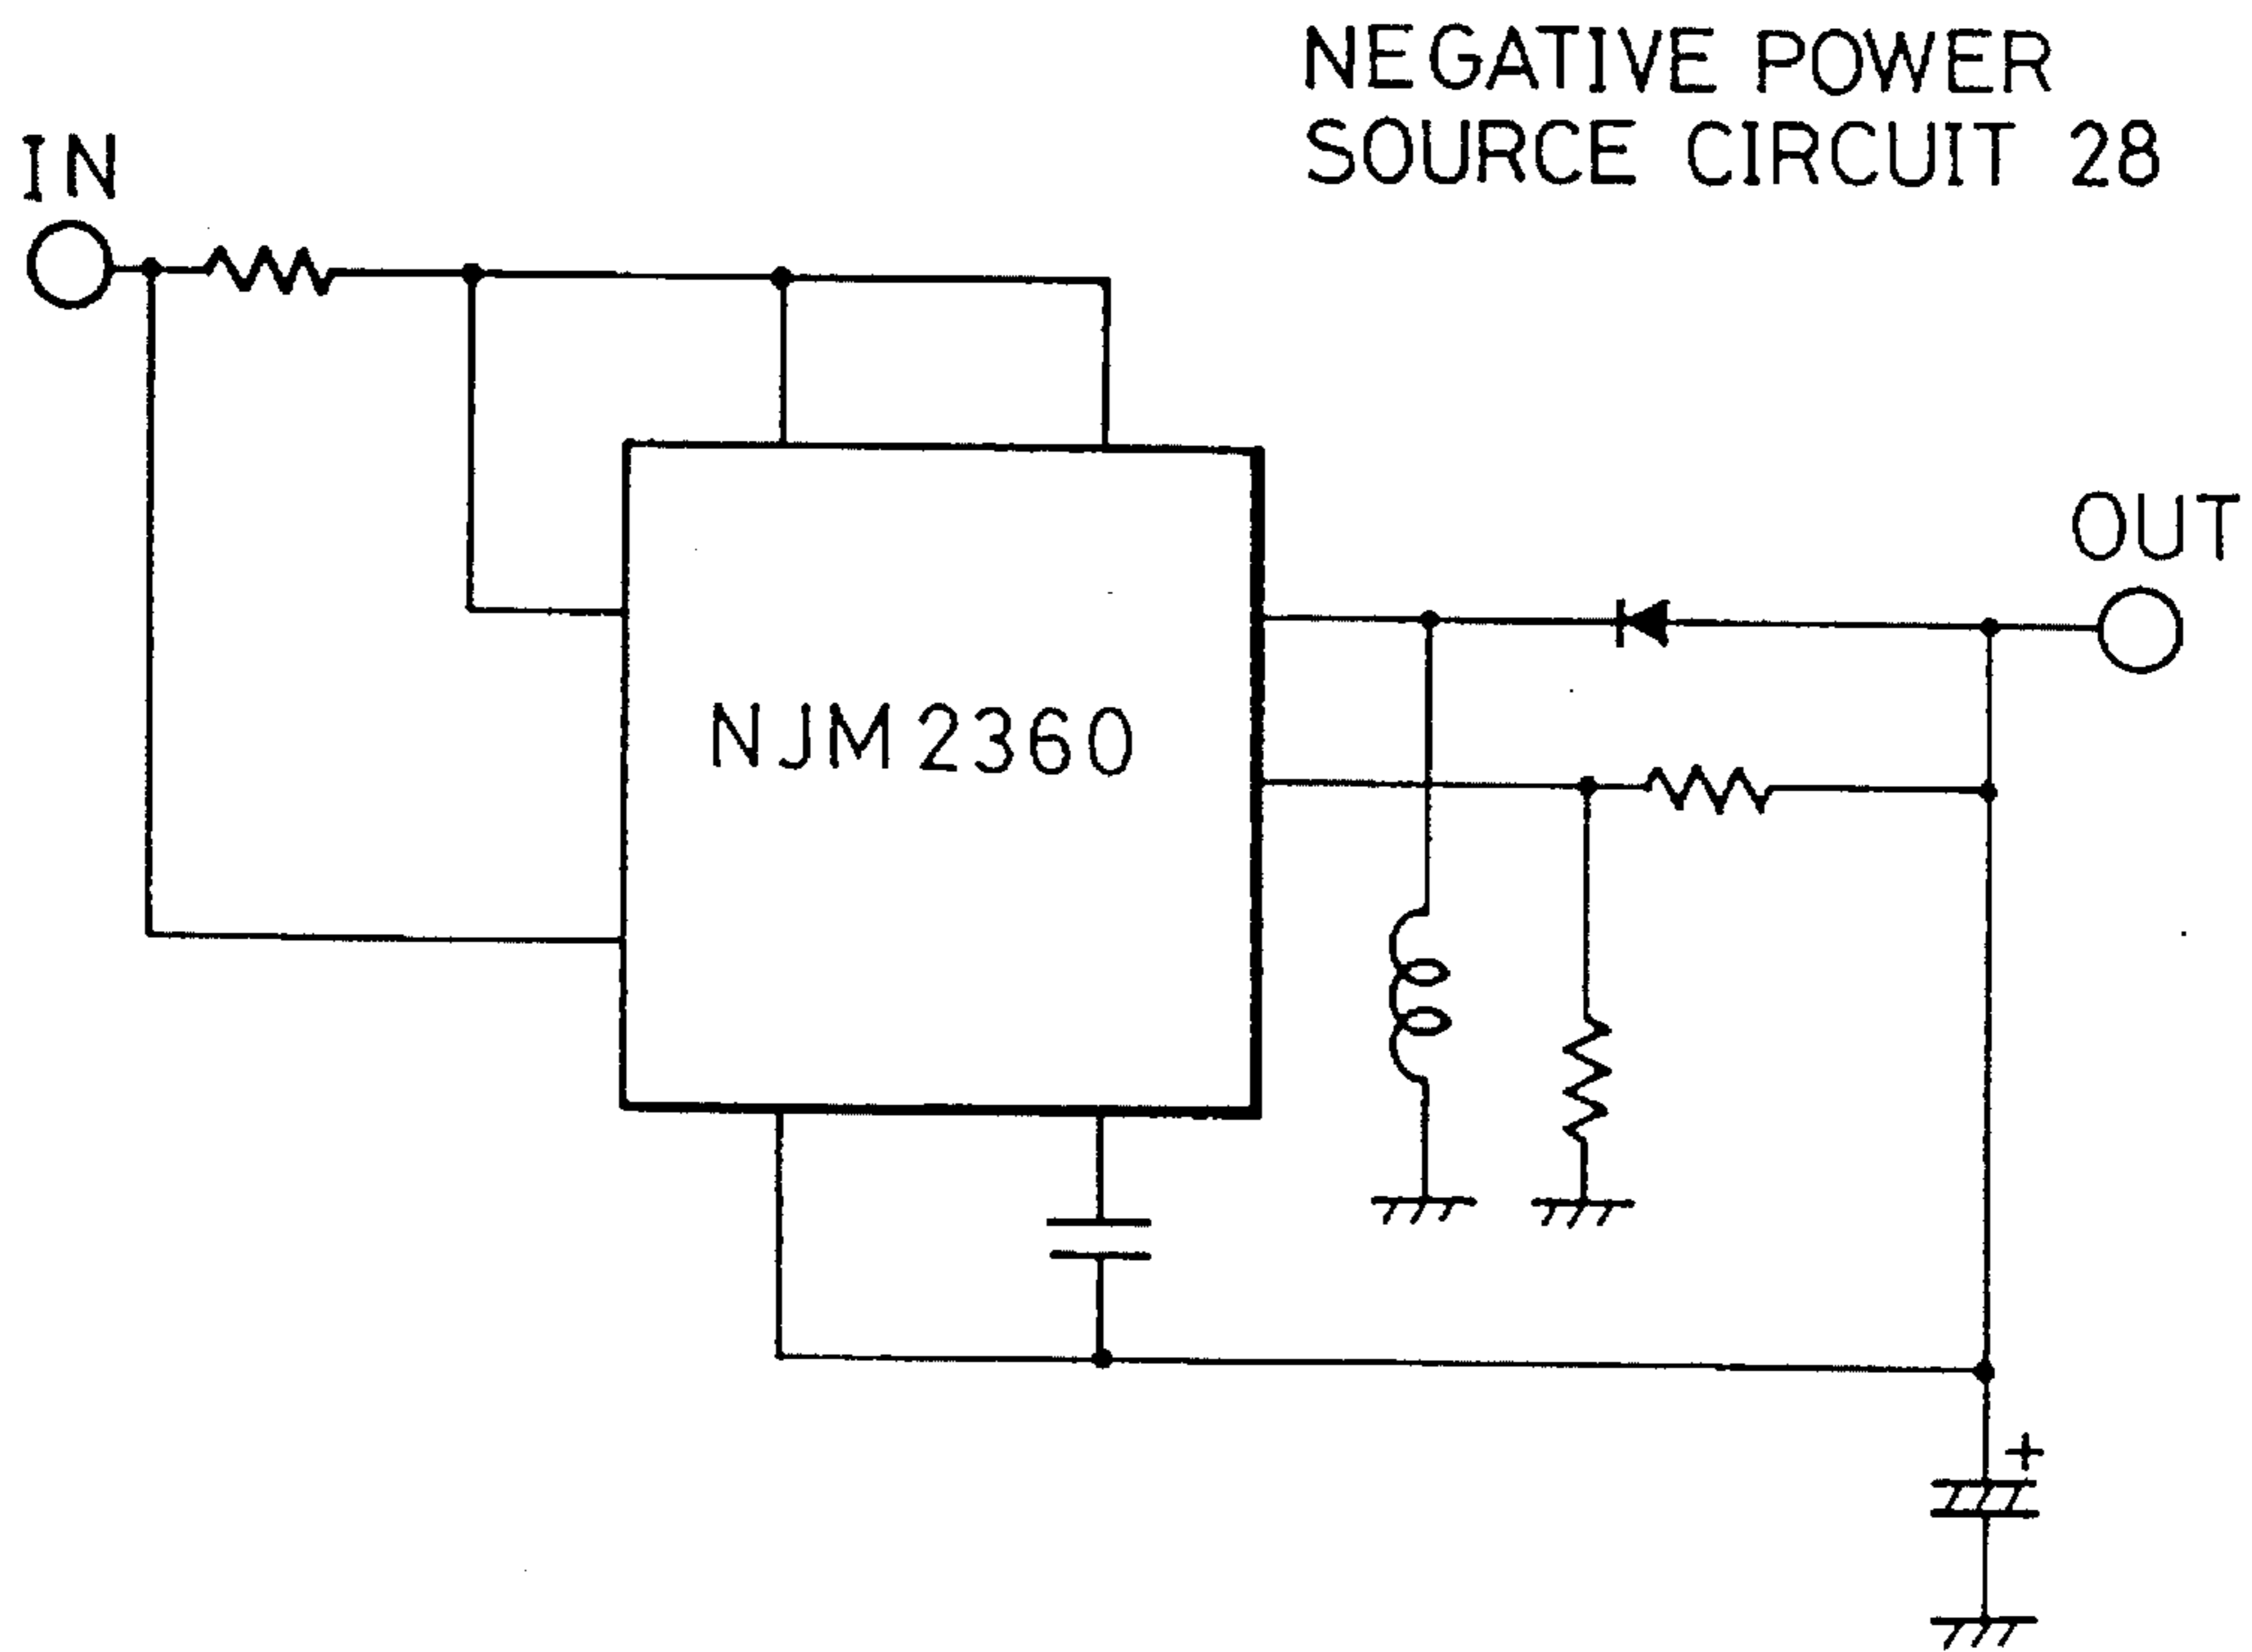 NEGATIVE POWER
SOURCE CIRCUIT 28
IN
OUT
NJM2360
+